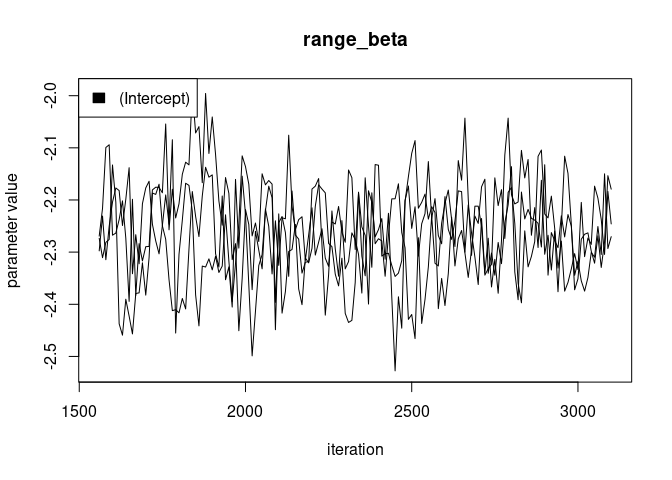 range_beta
(Intercept)
parameter value
-2.0
-2.1
-2.2
-2.3
-2.4
-2.5
1500 2000 2500 3000
iteration